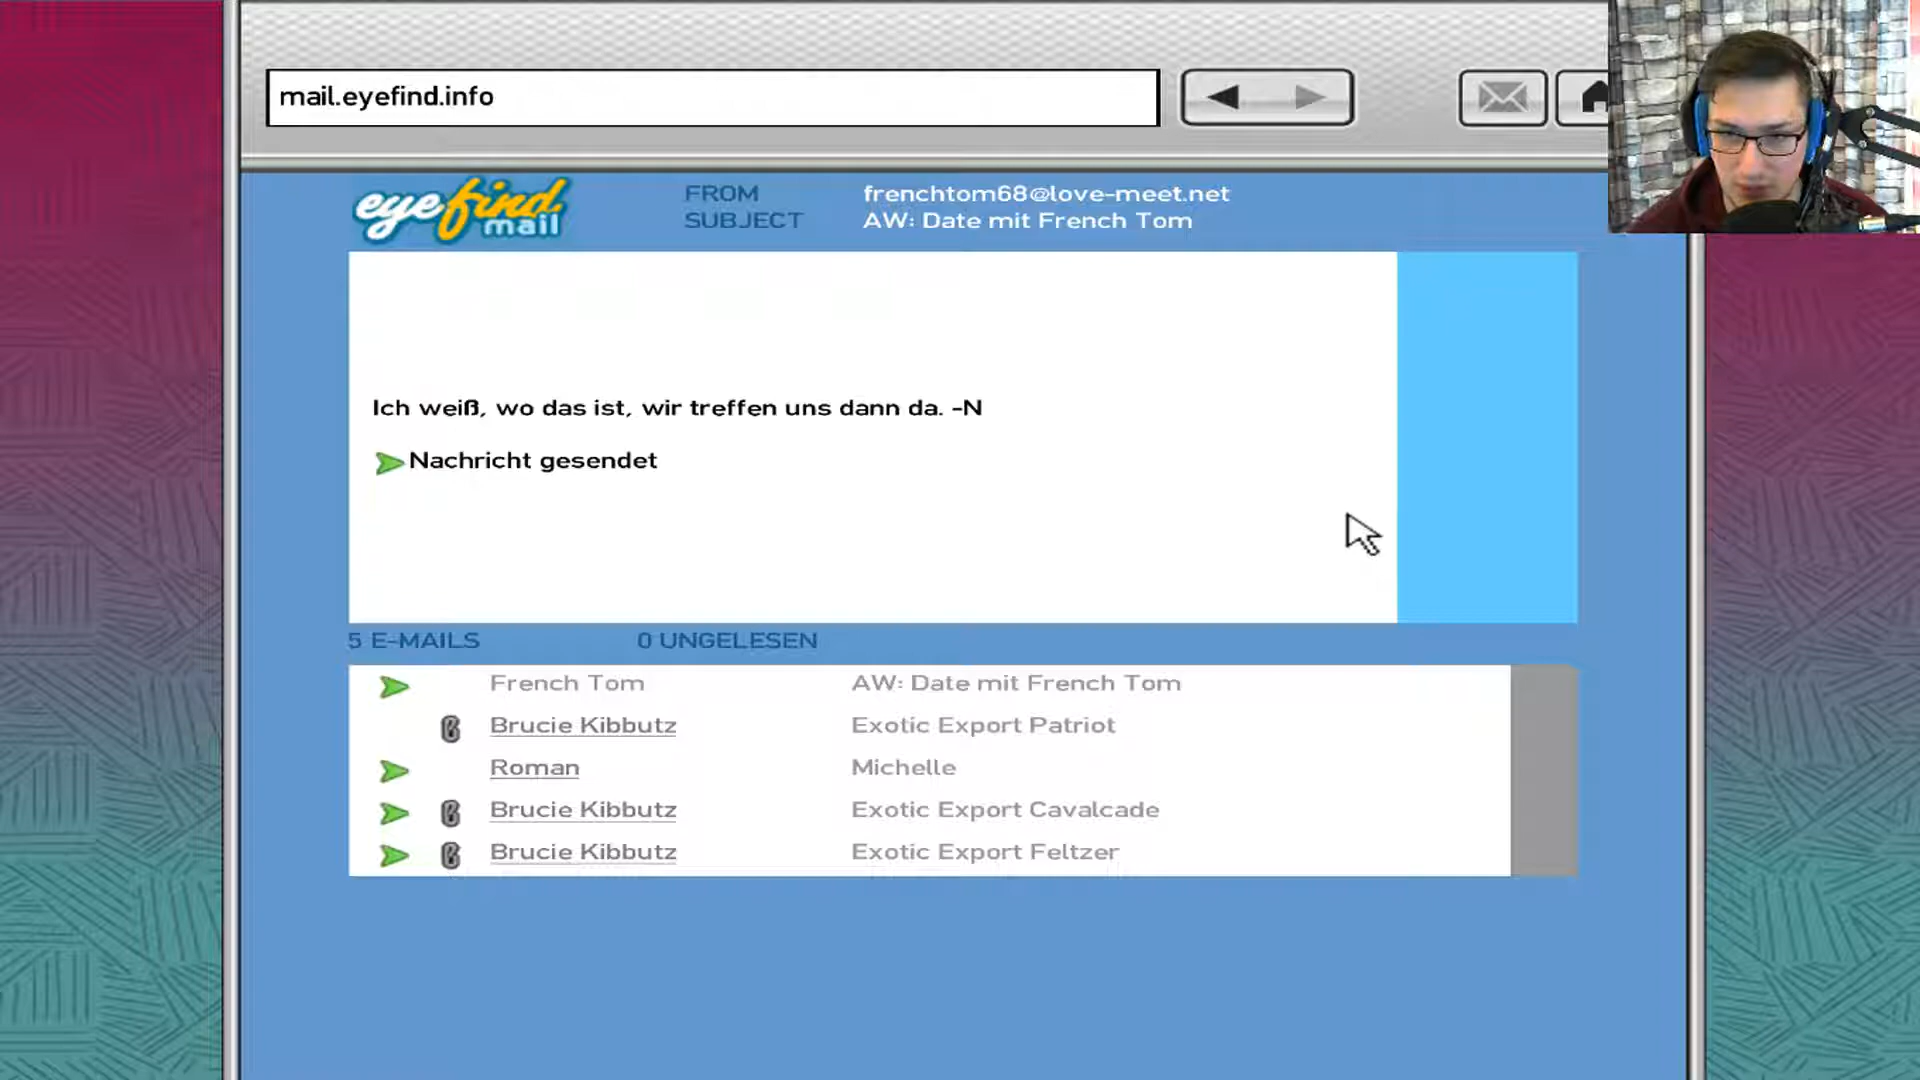 mail.eyefind.info
eyefind mail
FROM frenchtom68@love-meet.net
SUBJECT AW: Date mit French Tom
Ich weiß, wo das ist, wir treffen uns dann da. -N
Nachricht gesendet
5 E-MAILS 0 UNGELESEN
French Tom AW: Date mit French Tom
Brucie Kibbutz Exotic Export Patriot
Roman Michelle
Brucie Kibbutz Exotic Export Cavalcade
Brucie Kibbutz Exotic Export Feltzer